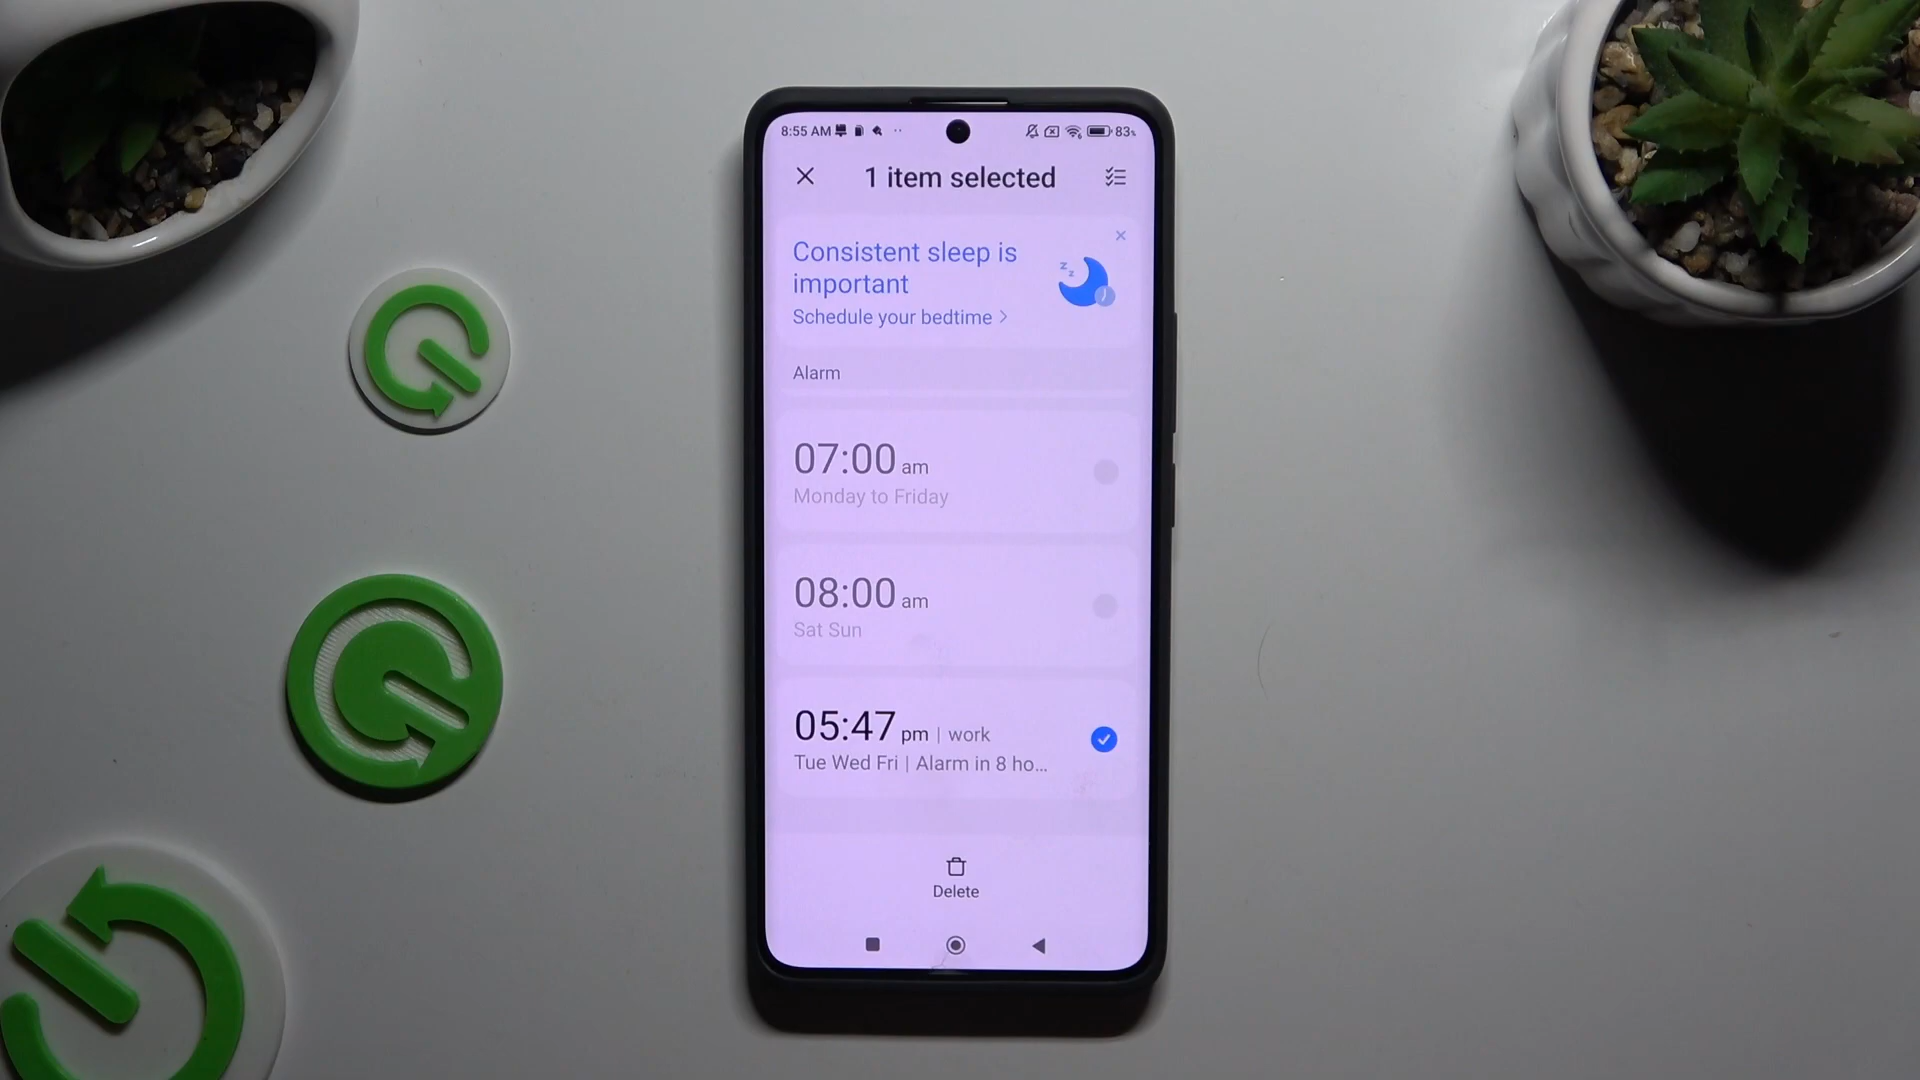 8:55 AM 83%
1 item selected
Consistent sleep is
important
Schedule your bedtime >
Alarm
07:00 am
Monday to Friday
08:00 am
Sat Sun
05:47 pm | work
Tue Wed Fri | Alarm in 8 ho...
Delete